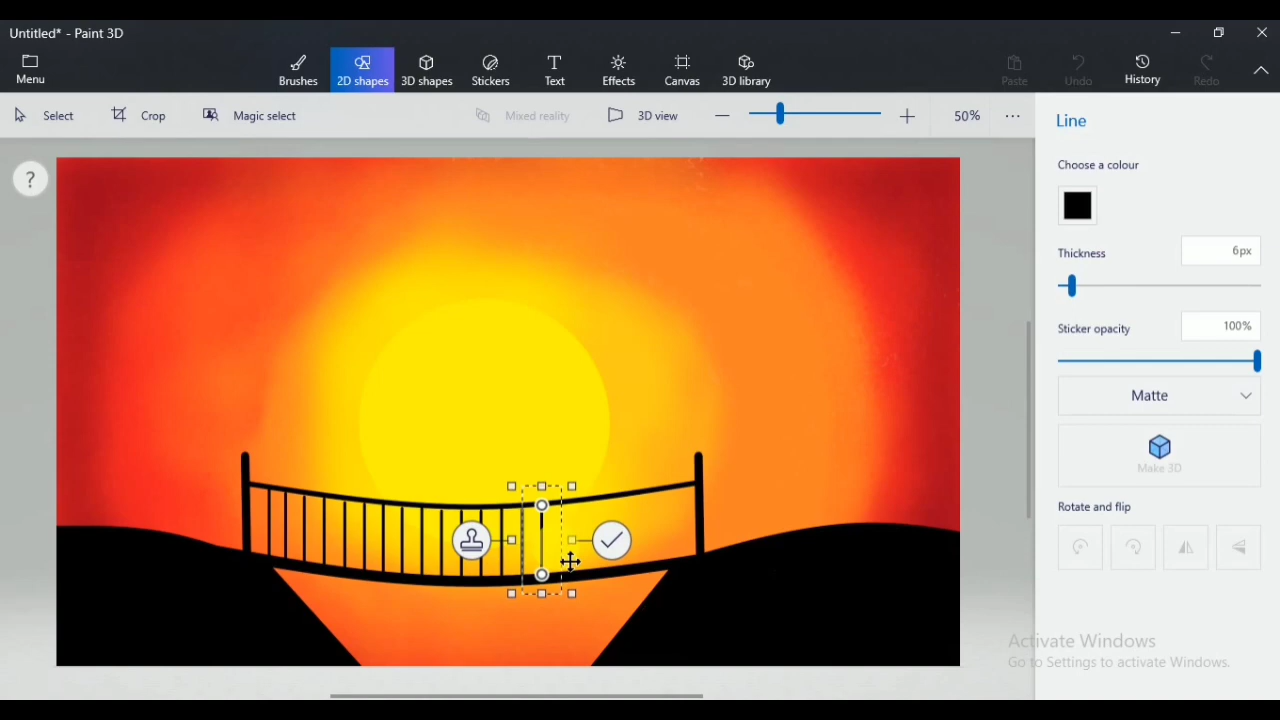 Untitled* - Paint 3D
Menu
Brushes
2D shapes
3D shapes
Stickers
Text
Effects
Canvas
3D library
Paste
Undo
History
Redo
Select
Crop
Magic select
Mixed reality
3D view
50%
?
Line
Choose a colour
Thickness
6px
Sticker opacity
100%
Matte
Make 3D
Rotate and flip
Activate Windows
Go to Settings to activate Windows.